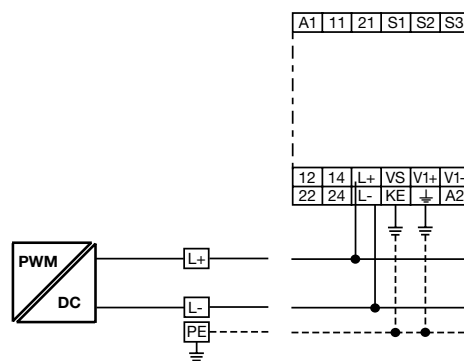 A1 11 21 S1 S2 S3
12 14 L+ VS V1+ V1-
22 24 L- KE A2
PWM
DC
L+
L-
PE